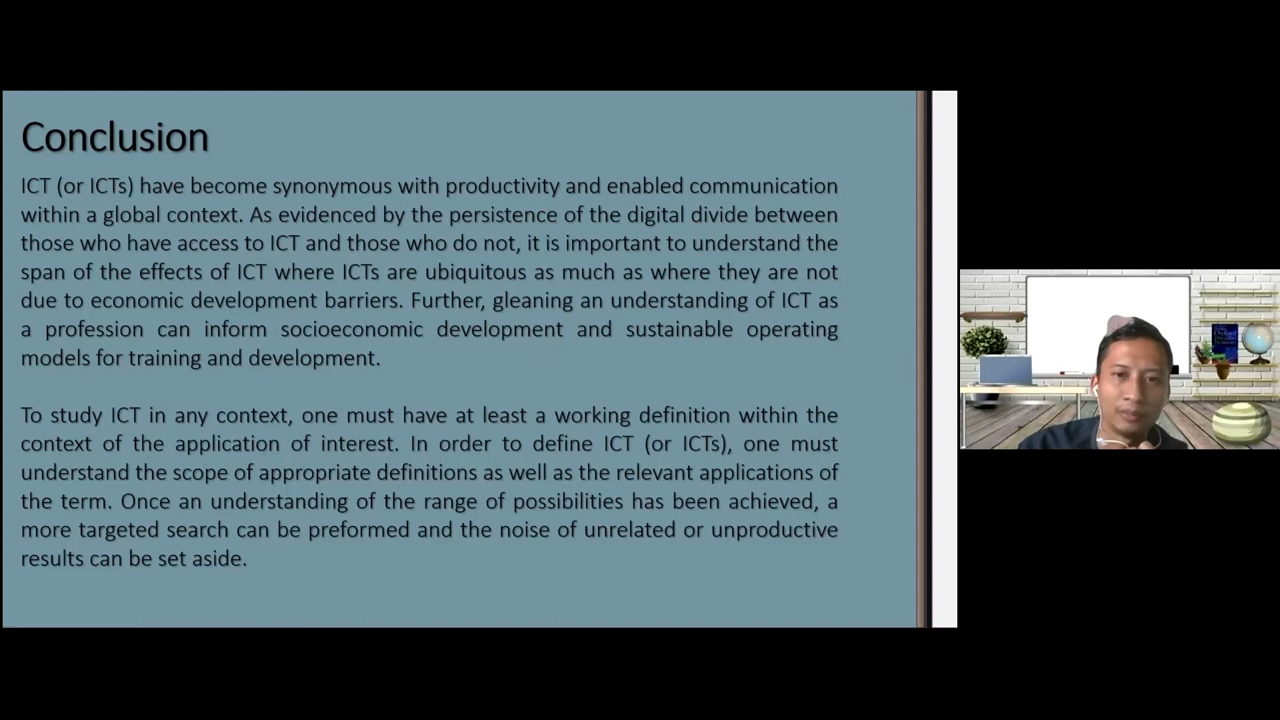 Conclusion
ICT (or ICTs) have become synonymous with productivity and enabled communication
within a global context. As evidenced by the persistence of the digital divide between
those who have access to ICT and those who do not, it is important to understand the
span of the effects of ICT where ICTs are ubiquitous as much as where they are not
due to economic development barriers. Further, gleaning an understanding of ICT as
a profession can inform socioeconomic development and sustainable operating
models for training and development.
To study ICT in any context, one must have at least a working definition within the
context of the application of interest. In order to define ICT (or ICTs), one must
understand the scope of appropriate definitions as well as the relevant applications of
the term. Once an understanding of the range of possibilities has been achieved, a
more targeted search can be preformed and the noise of unrelated or unproductive
results can be set aside.